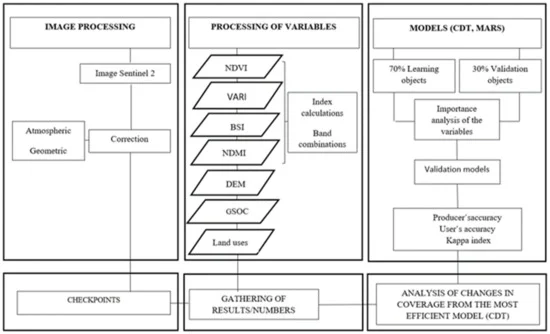 IMAGE PROCESSING
Image Sentinel 2
Atmospheric
Geometric
Correction
CHECKPOINTS
PROCESSING OF VARIABLES
NDVI
VARI
BSI
NDMI
DEM
GSOC
Land uses
Index
calculations
Band
combinations
GATHERING OF
RESULTS/NUMBERS
MODELS (CDT, MARS)
70% Learning
objects
30% Validation
objects
Importance
analysis of the
variables
Validation models
Producer´saccuracy
User´s accuracy
Kappa index
ANALYSIS OF CHANGES IN
COVERAGE FROM THE MOST
EFFICIENT MODEL (CDT)